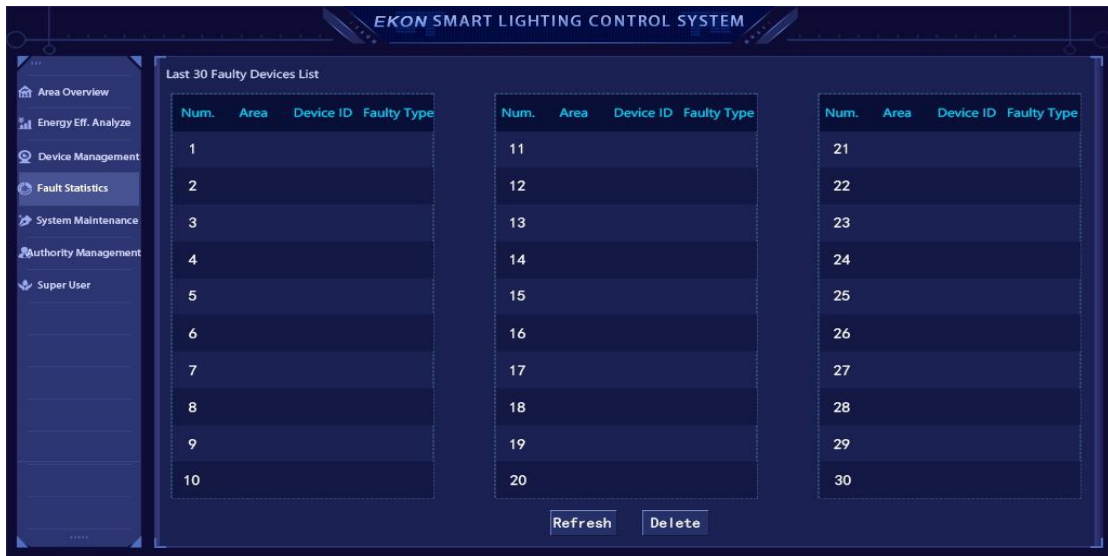 EKON SMART LIGHTING CONTROL SYSTEM
Area Overview
Energy Eff. Analyze
Device Management
Fault Statistics
System Maintenance
Authority Management
Super User
Last 30 Faulty Devices List
Num. Area Device ID Faulty Type
1
2
3
4
5
6
7
8
9
10
Num. Area Device ID Faulty Type
11
12
13
14
15
16
17
18
19
20
Num. Area Device ID Faulty Type
21
22
23
24
25
26
27
28
29
30
Refresh Delete